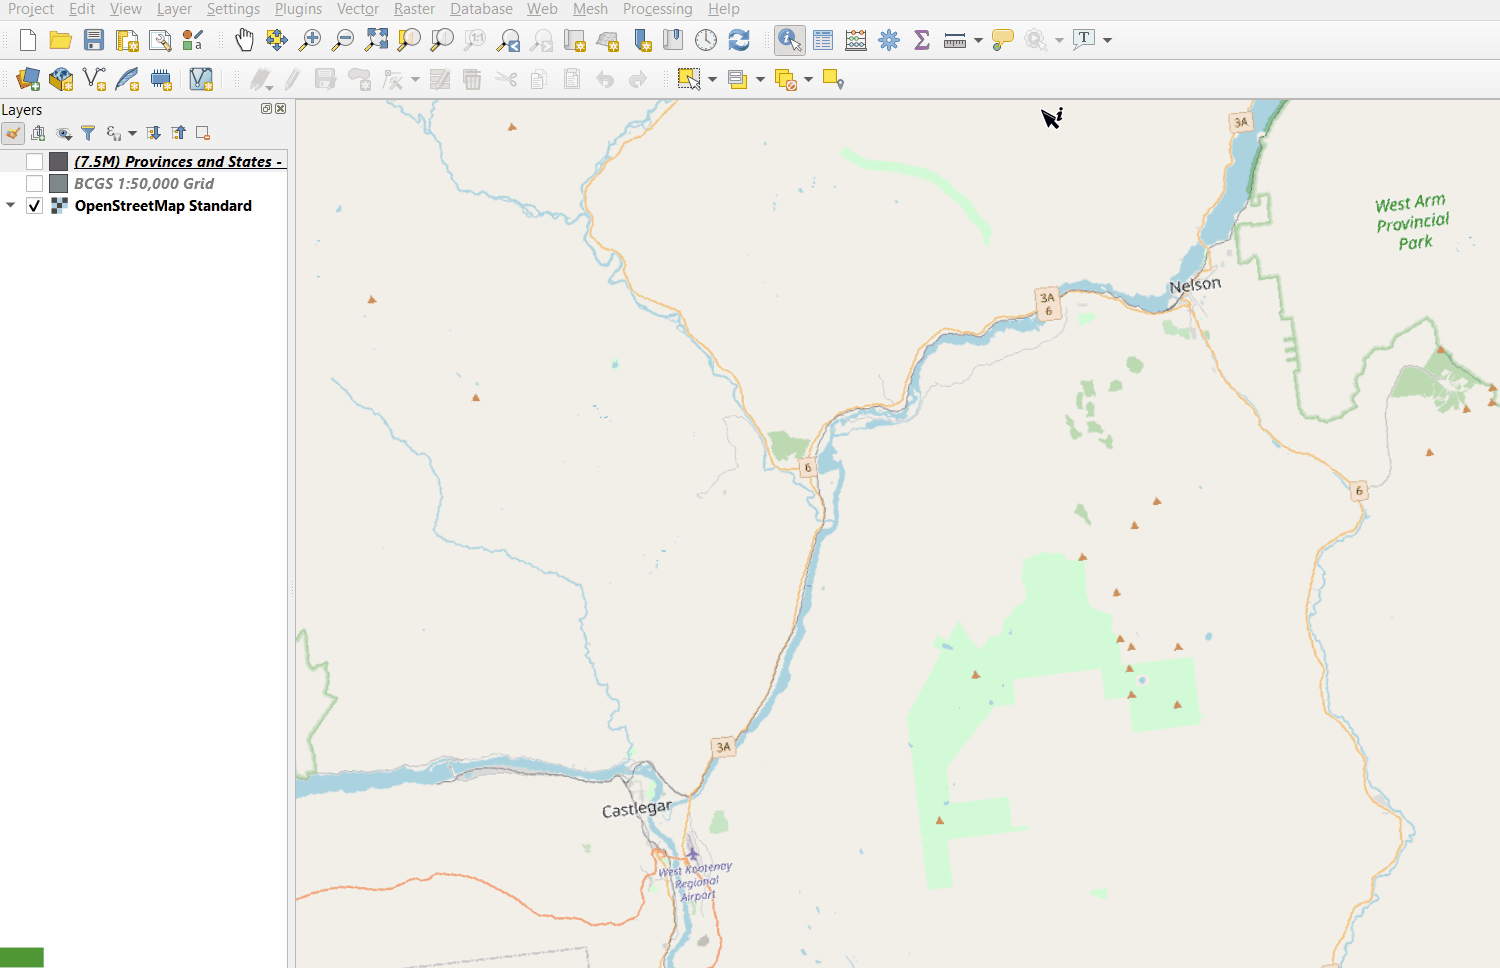 Project Edit View Layer Settings Plugins Vector Raster Database Web Mesh Processing Help
1:1
T
Layers
(7.5M) Provinces and States -
BCGS 1:50,000 Grid
OpenStreetMap Standard
3A
West Arm
Provincial
Park
Nelson
3A
6
6
6
3A
Castlegar
West Kootenay
Regional
Airport